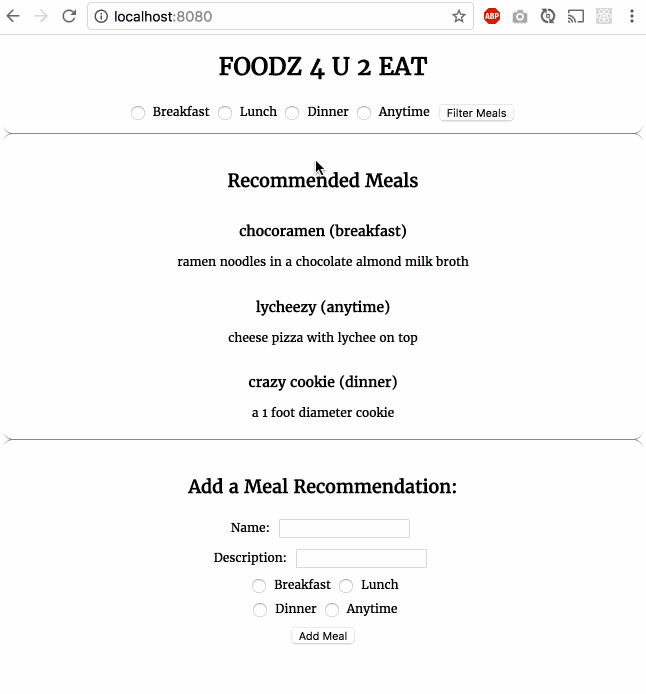 localhost:8080
ABP
FOODZ 4 U 2 EAT
Breakfast Lunch Dinner Anytime Filter Meals
Recommended Meals
chocoramen (breakfast)
ramen noodles in a chocolate almond milk broth
lycheezy (anytime)
cheese pizza with lychee on top
crazy cookie (dinner)
a 1 foot diameter cookie
Add a Meal Recommendation:
Name:
Description:
Breakfast Lunch
Dinner Anytime
Add Meal